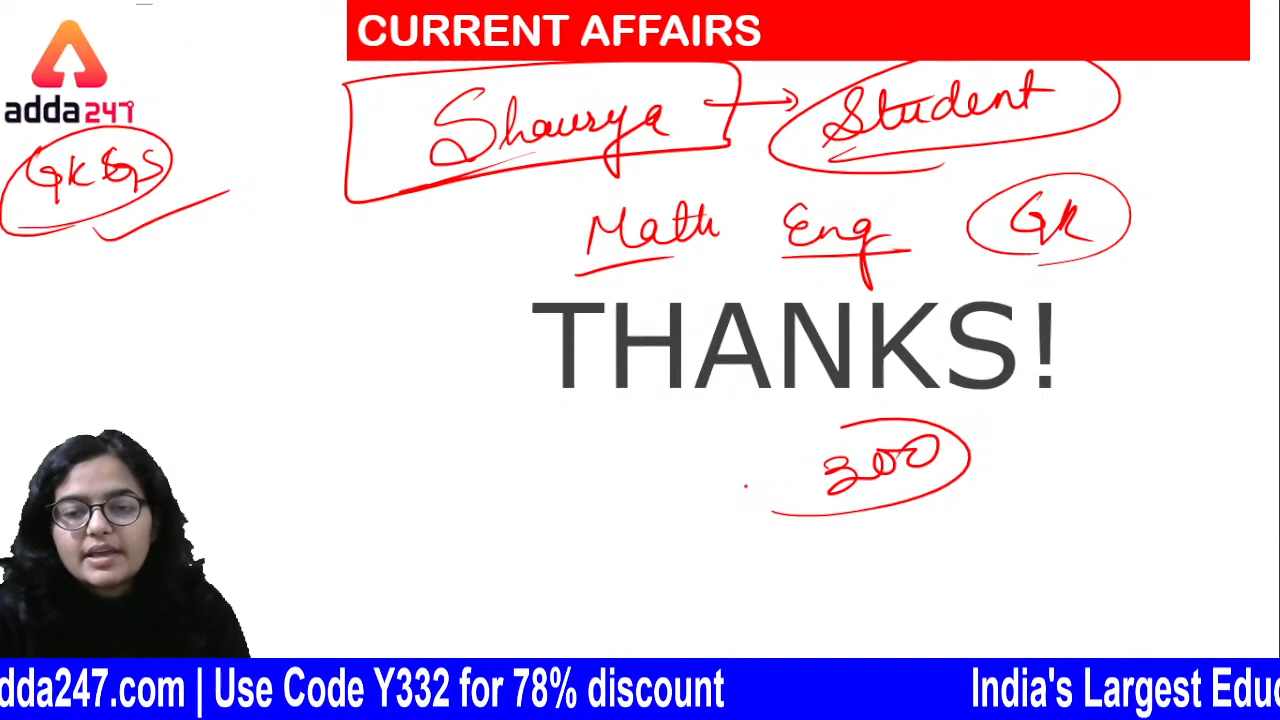 CURRENT AFFAIRS
adda247
Shaurya Student
GK GS
Math Eng GK
THANKS!
300
dda247.com | Use Code Y332 for 78% discount India's Largest Educ